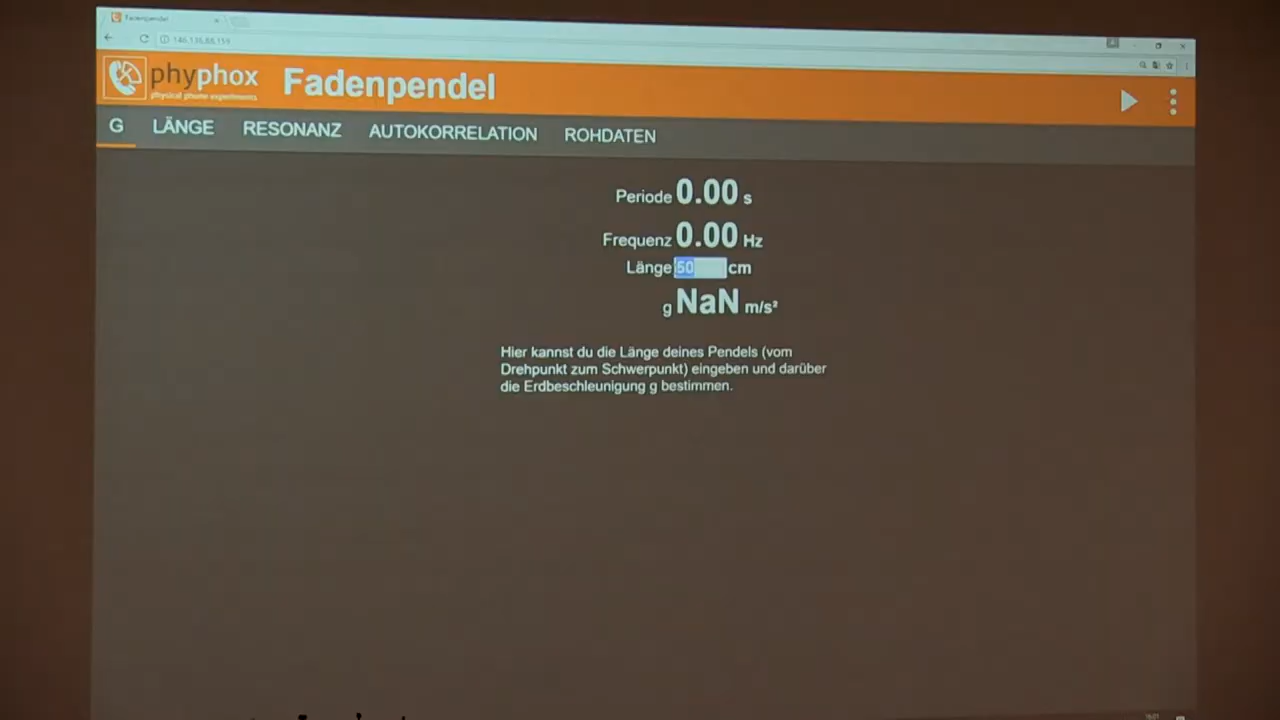 Fadenpendel
phyphox
physical phone experiments
Fadenpendel
G LÄNGE RESONANZ AUTOKORRELATION ROHDATEN
Periode 0.00 s
Frequenz 0.00 Hz
Länge 50 cm
g NaN m/s²
Hier kannst du die Länge deines Pendels (vom
Drehpunkt zum Schwerpunkt) eingeben und darüber
die Erdbeschleunigung g bestimmen.